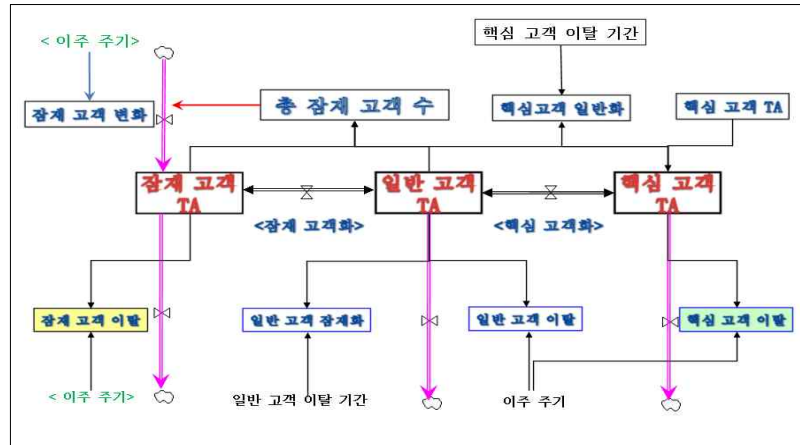 < 이주 주기>
핵심 고객 이탈 기간
잠재 고객 변화
총 잠재 고객 수
핵심고객 일반화
핵심 고객 TA
잠재 고객
TA
일반 고객
TA
핵심 고객
TA
<잠재 고객화>
<핵심 고객화>
잠재 고객 이탈
일반 고객 잠재화
일반 고객 이탈
핵심 고객 이탈
< 이주 주기>
일반 고객 이탈 기간
이주 주기